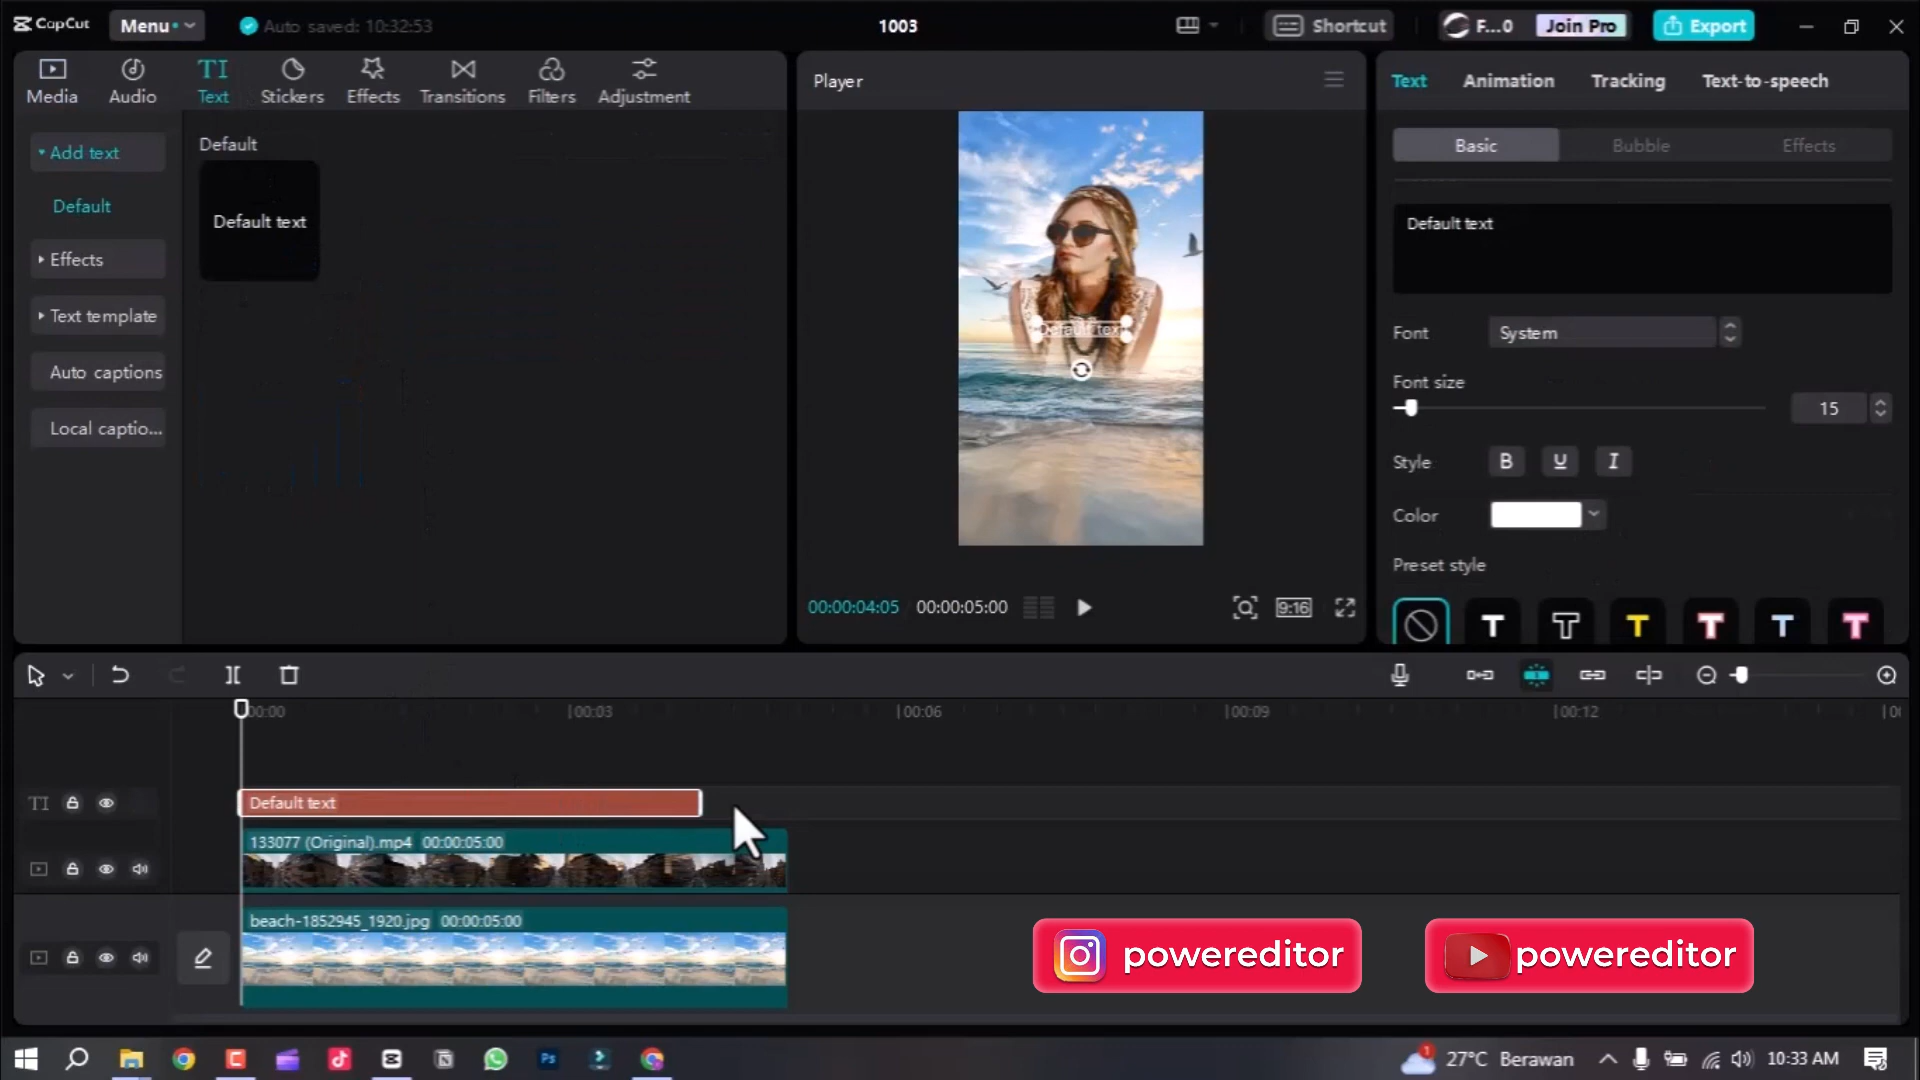 CapCut
Menu
Auto saved: 10:32:53
1003
Shortcut
F...0
Join Pro
Export
Media
Audio
TI
Text
Stickers
Effects
Transitions
Filters
Adjustment
Player
Text
Animation
Tracking
Text-to-speech
Add text
Default
Effects
Text template
Auto captions
Local captio...
Default
Default text
Default text
Basic
Bubble
Effects
Default text
Font
System
Font size
15
Style
B U I
Color
Preset style
T T T T T T
00:00:04:05
00:00:05:00
9:16
00:00
00:03
00:06
00:09
00:12
TI
Default text
133077 (Original).mp4 00:00:05:00
beach-1852945_1920.jpg 00:00:05:00
powereditor
powereditor
Ps
1
27°C Berawan
10:33 AM